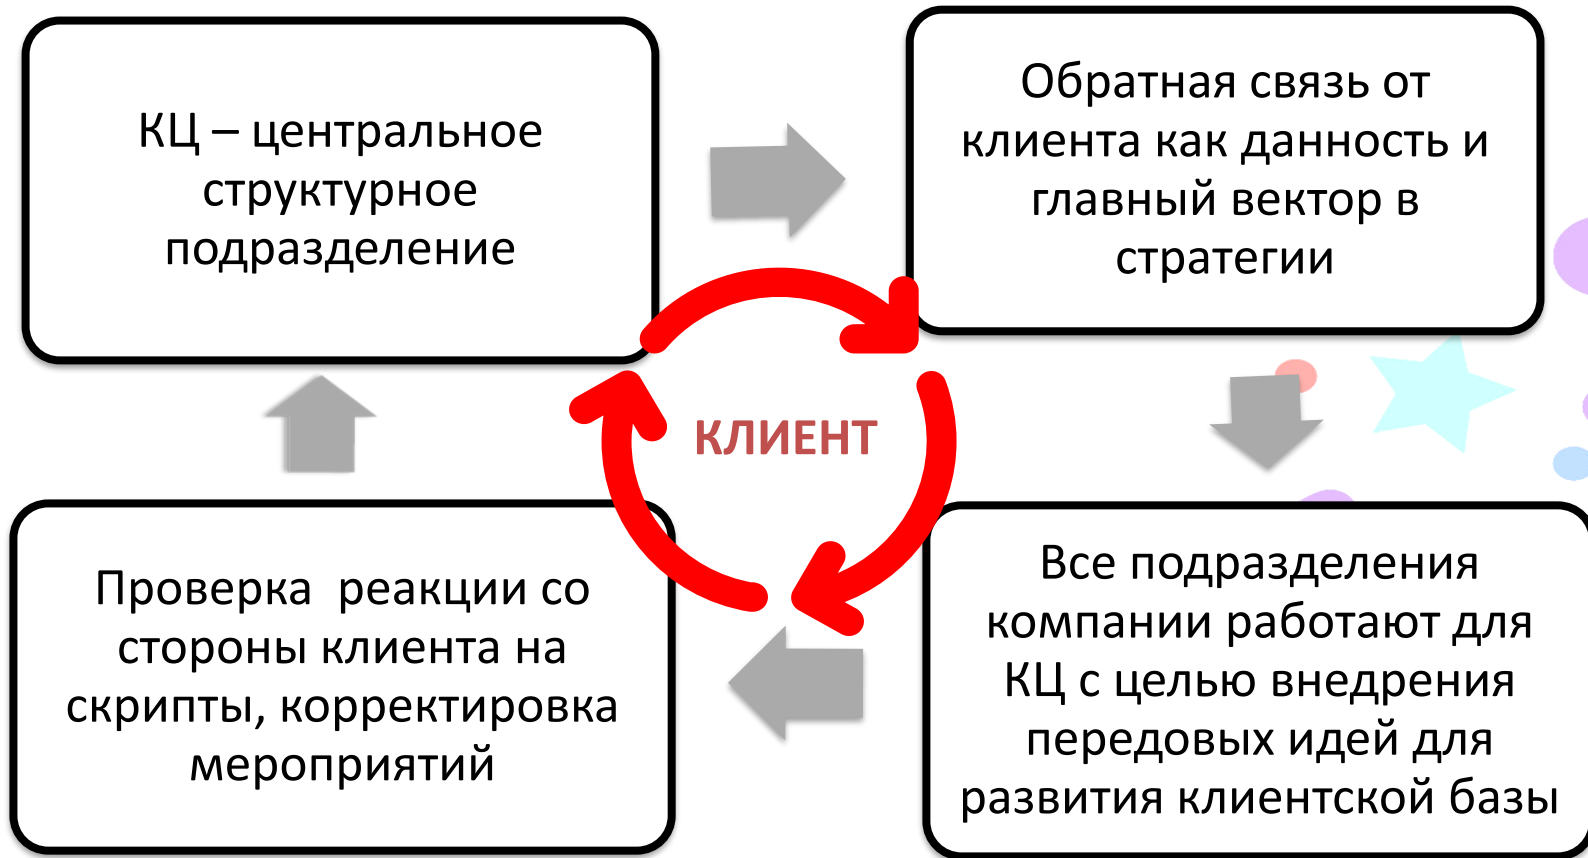 КЦ – центральное
структурное
подразделение
Обратная связь от
клиента как данность и
главный вектор в
стратегии
КЛИЕНТ
Проверка  реакции со
стороны клиента на
скрипты, корректировка
мероприятий
Все подразделения
компании работают для
КЦ с целью внедрения
передовых идей для
развития клиентской базы